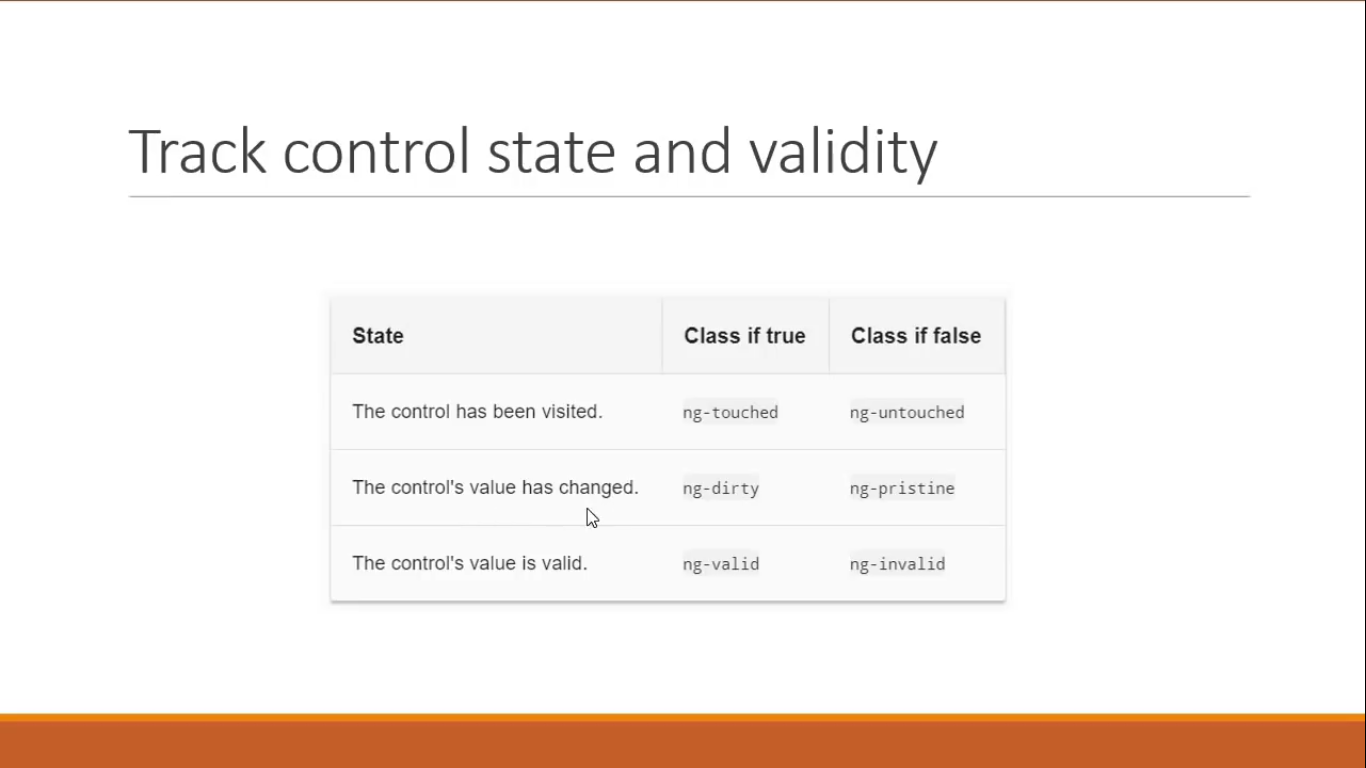 Track control state and validity
State Class if true Class if false
The control has been visited. ng-touched ng-untouched
The control's value has changed. ng-dirty ng-pristine
The control's value is valid. ng-valid ng-invalid